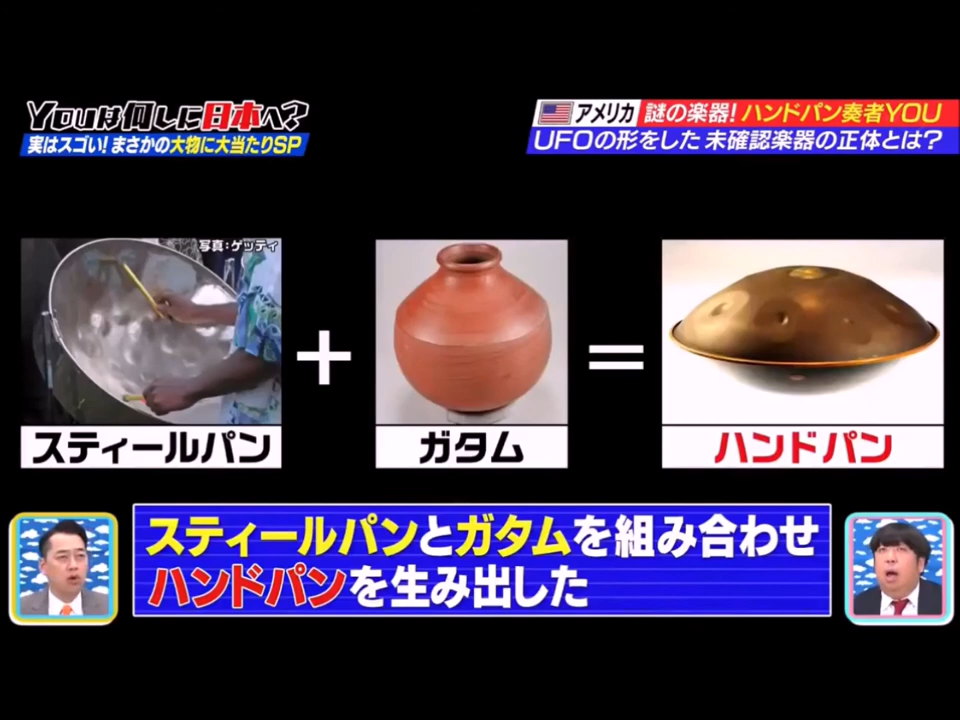 YOUは何しに日本へ?
実はスゴい! まさかの大物に大当たりSP
アメリカ 謎の楽器! ハンドパン奏者YOU
UFOの形をした 未確認楽器の正体とは?
写真:ゲッティ
+
=
スティールパン
ガタム
ハンドパン
スティールパンとガタムを組み合わせ
ハンドパンを生み出した